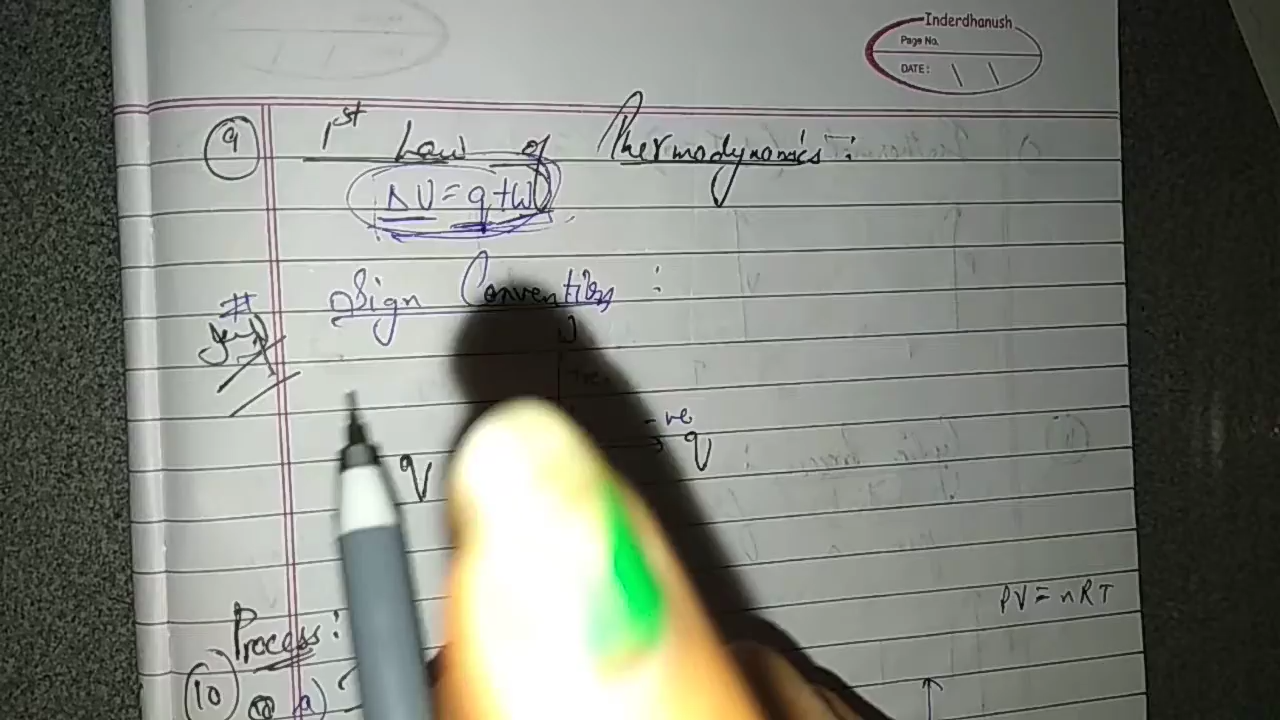 Inderdhanush
Page No.
DATE:
9 1st Law of Thermodynamics:
ΔU = q + W
# Sign Convention :
-ve
q q
PV = nRT
Process:
10 a)